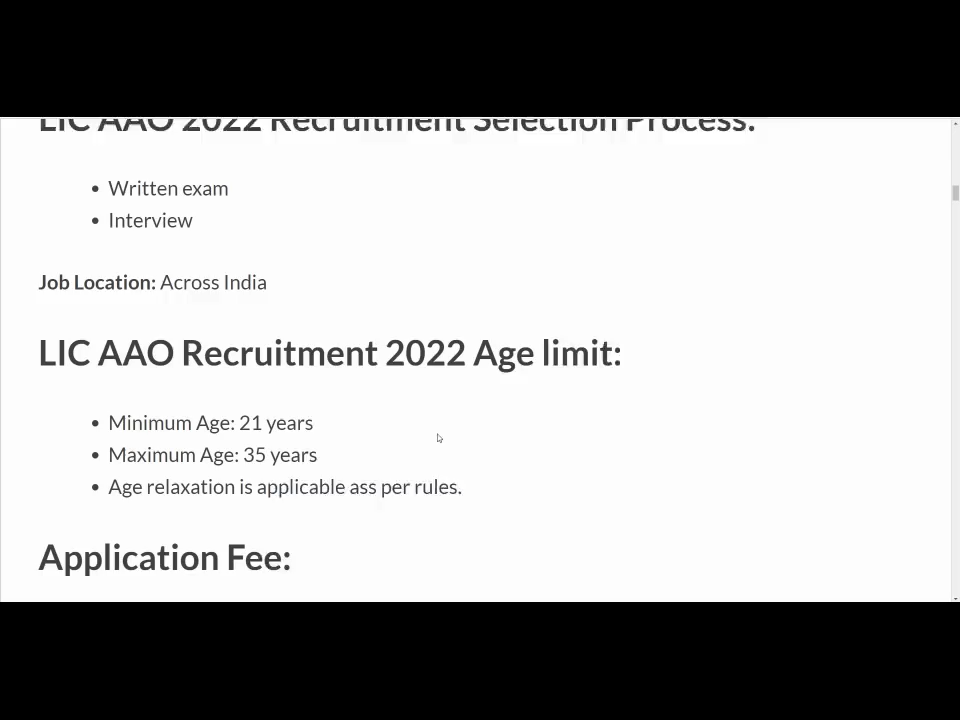 LIC AAO 2022 Recruitment Selection Process:
Written exam
Interview
Job Location: Across India
LIC AAO Recruitment 2022 Age limit:
Minimum Age: 21 years
Maximum Age: 35 years
Age relaxation is applicable ass per rules.
Application Fee: